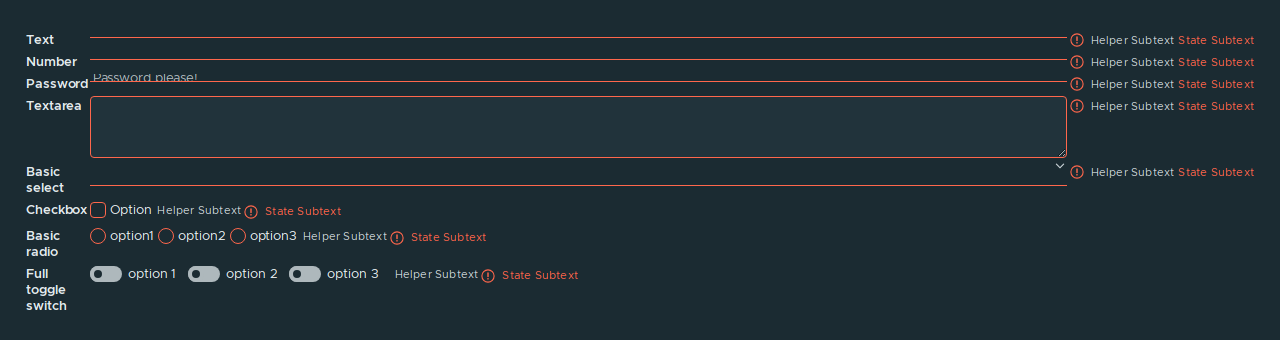 Text Helper Subtext State Subtext
Number Helper Subtext State Subtext
Password Password please! Helper Subtext State Subtext
Textarea Helper Subtext State Subtext
Basic Helper Subtext State Subtext
select
Checkbox Option Helper Subtext State Subtext
Basic option1 option2 option3 Helper Subtext State Subtext
radio
Full option 1 option 2 option 3 Helper Subtext State Subtext
toggle
switch